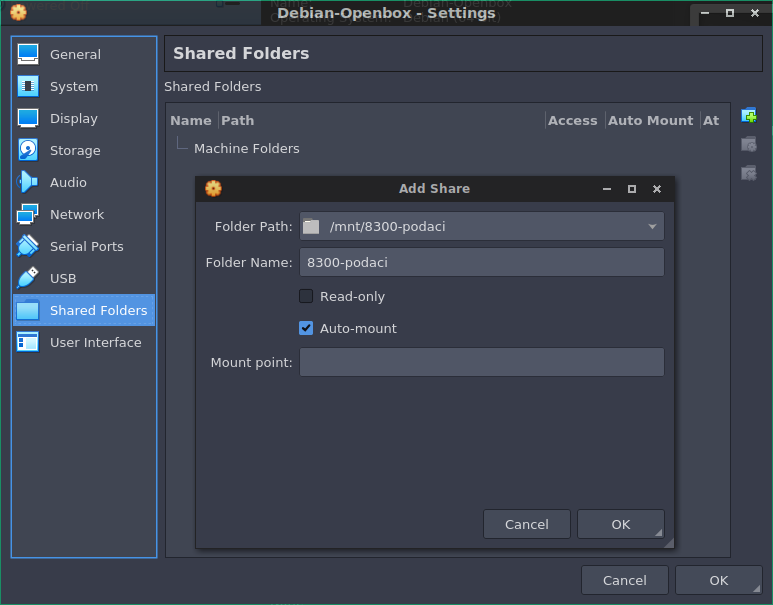 Debian-Openbox - Settings
General
System
Display
Storage
Audio
Network
Serial Ports
USB
Shared Folders
User Interface
Shared Folders
Shared Folders
Name Path Access Auto Mount At
Machine Folders
Add Share
Folder Path: /mnt/8300-podaci
Folder Name: 8300-podaci
Read-only
Auto-mount
Mount point:
Cancel OK
Cancel OK